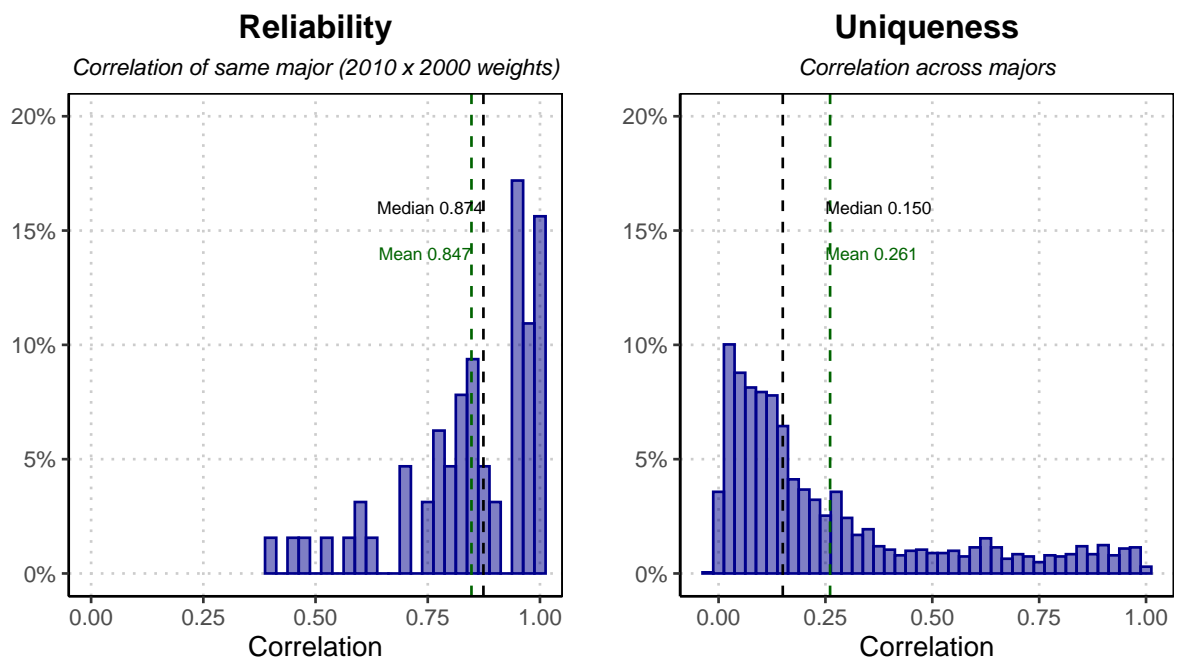 Reliability
Correlation of same major (2010 x 2000 weights)
20%
15%
10%
5%
0%
Median 0.874
Mean 0.847
0.00 0.25 0.50 0.75 1.00
Correlation
Uniqueness
Correlation across majors
20%
15%
10%
5%
0%
Median 0.150
Mean 0.261
0.00 0.25 0.50 0.75 1.00
Correlation